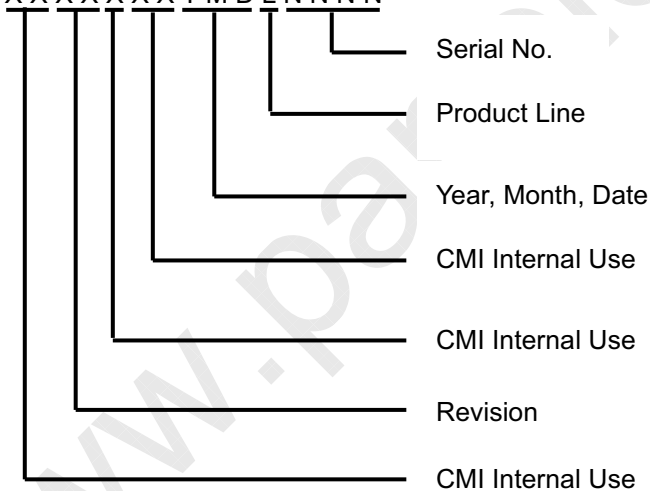 X X X X X X X Y M D L N N N N
Serial No.
Product Line
Year, Month, Date
CMI Internal Use
CMI Internal Use
Revision
CMI Internal Use